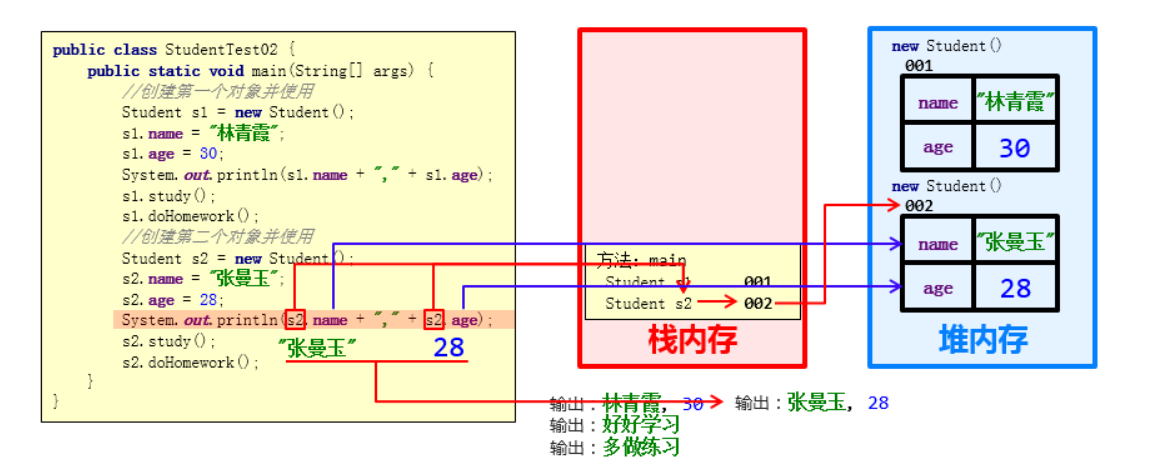 public class StudentTest02 {
public static void main(String[] args) {
//创建第一个对象并使用
Student s1 = new Student();
s1.name = "林青霞";
s1.age = 30;
System.out.println(s1.name + "," + s1.age);
s1.study();
s1.doHomework();
//创建第二个对象并使用
Student s2 = new Student();
s2.name = "张曼玉";
s2.age = 28;
System.out.println(s2.name + "," + s2.age);
s2.study();
"张曼玉" 28
s2.doHomework();
}
}
方法: main
Student s1 001
Student s2 002
栈内存
new Student()
001
name "林青霞"
age 30
new Student()
002
name "张曼玉"
age 28
堆内存
输出：林青霞, 30
输出：张曼玉, 28
输出：好好学习
输出：多做练习